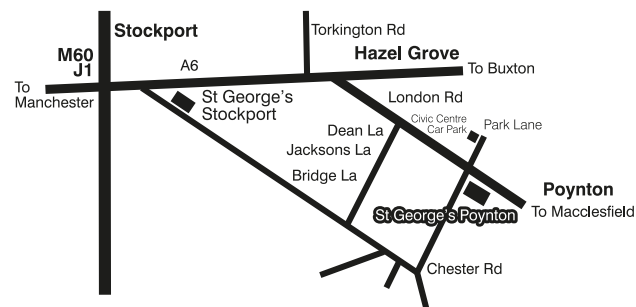 Stockport
Torkington Rd
M60
J1
Hazel Grove
A6
To Buxton
To
Manchester
St George's
Stockport
London Rd
Civic Centre
Car Park
Park Lane
Dean La
Jacksons La
Bridge La
Poynton
St George's Poynton
To Macclesfield
Chester Rd